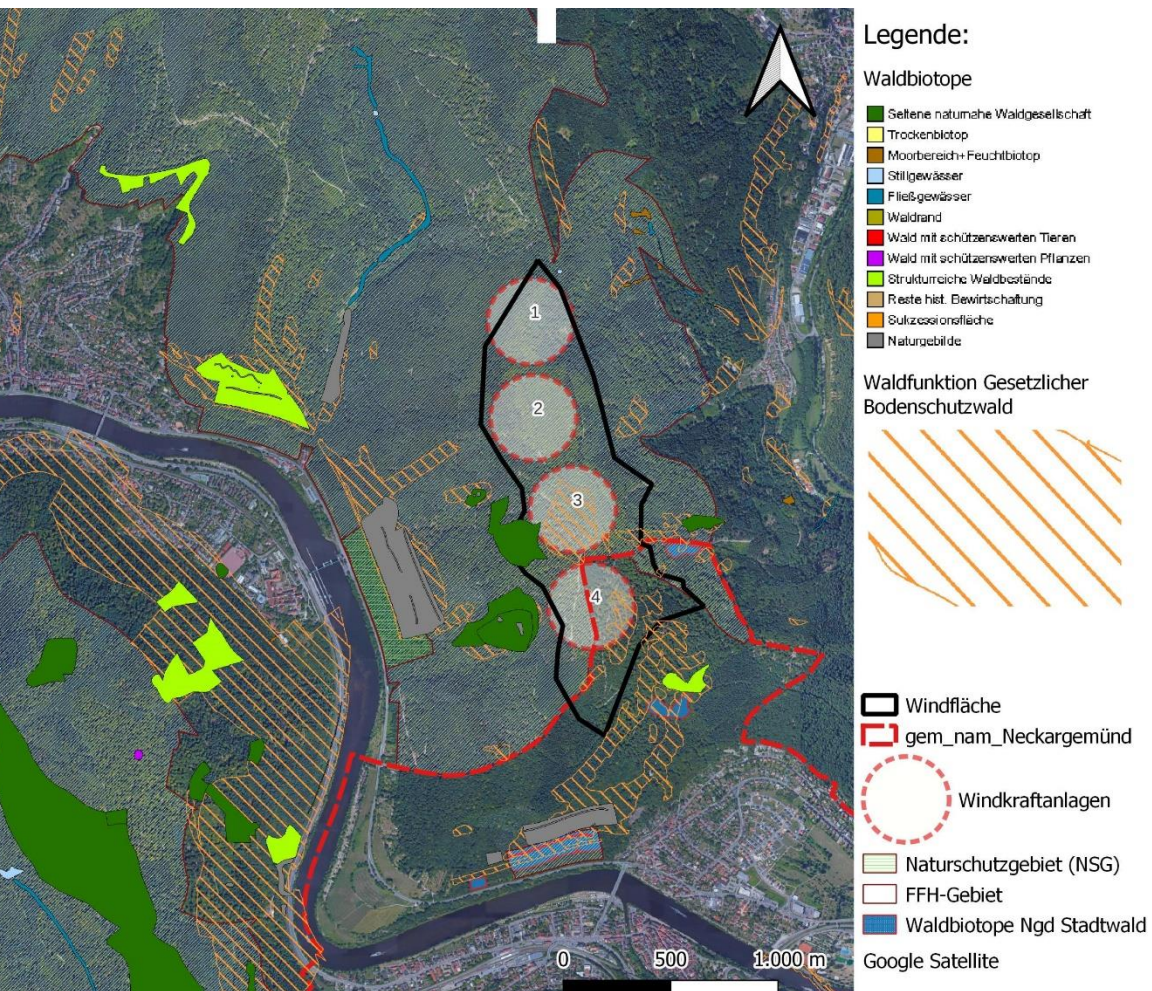 1
2
3
4
0
500
1.000 m
Legende:
Waldbiotope
Seltene naturnahe Waldgesellschaft
Trockenbiotop
Moorbereich+Feuchtbiotop
Stillgewässer
Fließgewässer
Waldrand
Wald mit schützenswerten Tieren
Wald mit schützenswerten Pflanzen
Strukturreiche Waldbestände
Reste hist. Bewirtschaftung
Sukzessionsfläche
Naturgebilde
Waldfunktion Gesetzlicher
Bodenschutzwald
Windfläche
gem_nam_Neckargemünd
Windkraftanlagen
Naturschutzgebiet (NSG)
FFH-Gebiet
Waldbiotope Ngd Stadtwald
Google Satellite